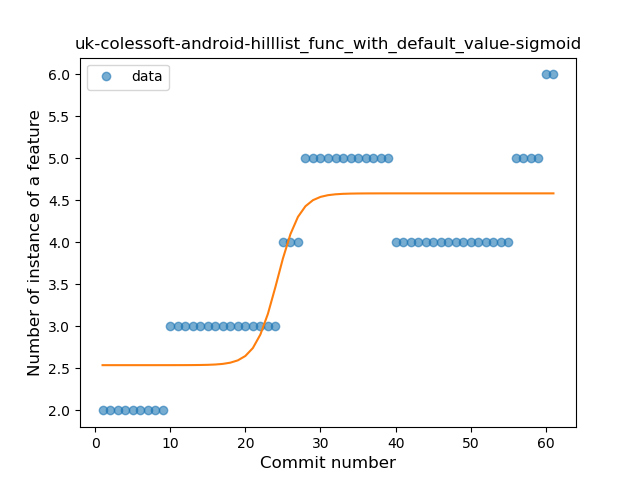 uk-colessoft-android-hilllist_func_with_default_value-sigmoid
data
Number of instance of a feature
6.0
5.5
5.0
4.5
4.0
3.5
3.0
2.5
2.0
0 10 20 30 40 50 60
Commit number